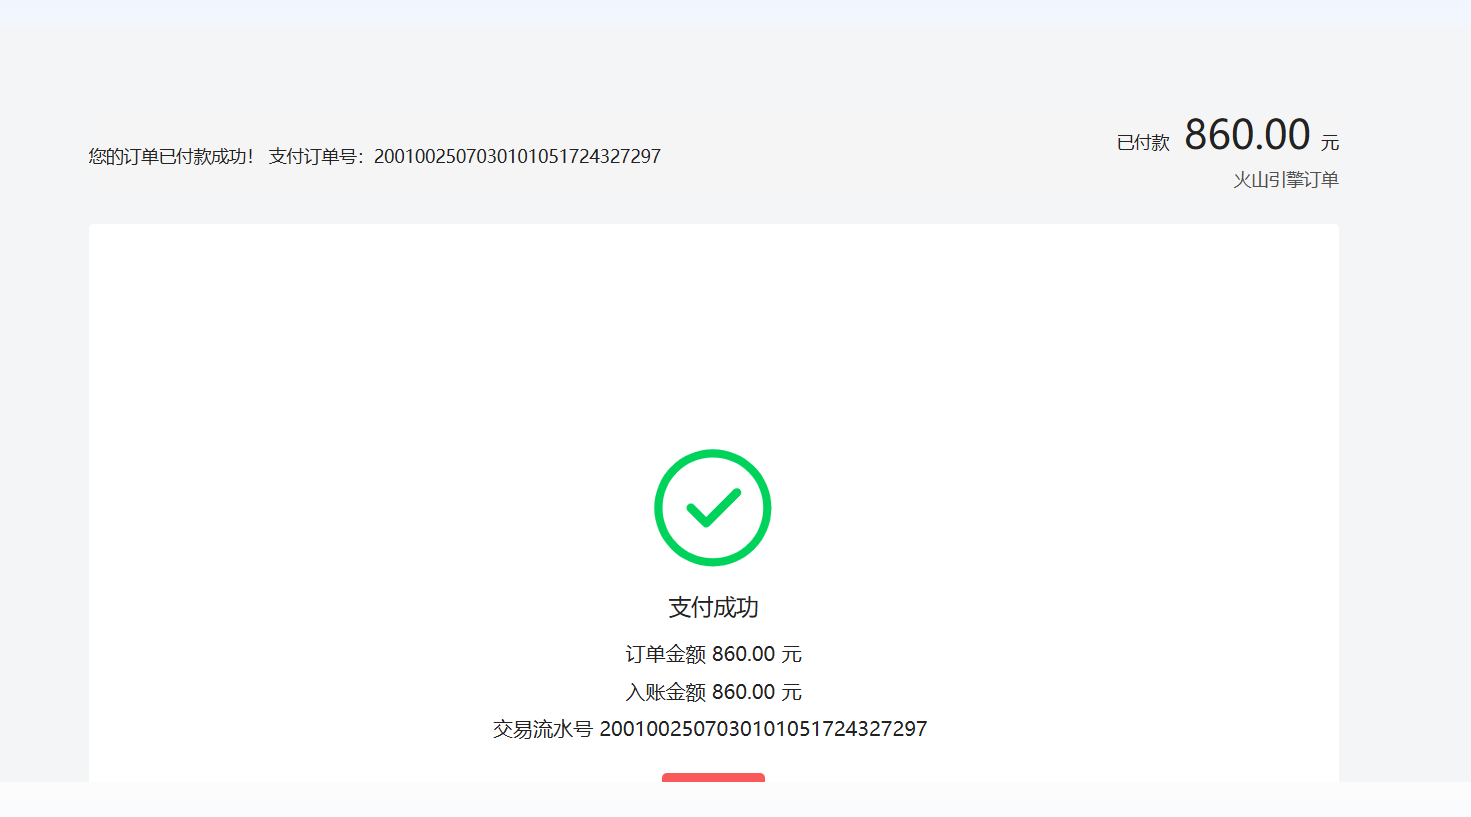 您的订单已付款成功！ 支付订单号：2001002507030101051724327297
已付款 860.00 元
火山引擎订单
支付成功
订单金额 860.00 元
入账金额 860.00 元
交易流水号 2001002507030101051724327297